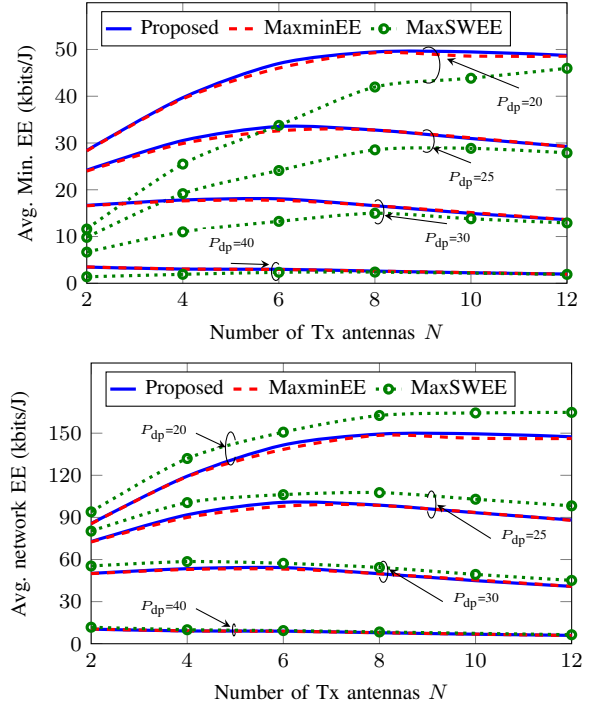 Proposed MaxminEE MaxSWEE
Avg. Min. EE (kbits/J)
50
40
30
20
10
0
P_dp=20
P_dp=25
P_dp=30
P_dp=40
2 4 6 8 10 12
Number of Tx antennas N
Proposed MaxminEE MaxSWEE
Avg. network EE (kbits/J)
150
120
90
60
30
0
P_dp=20
P_dp=25
P_dp=30
P_dp=40
2 4 6 8 10 12
Number of Tx antennas N